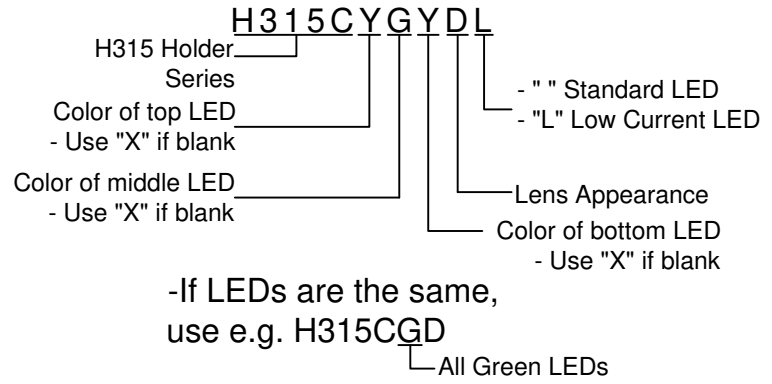 H315CYGYDL
H315 Holder
Series
Color of top LED
- Use "X" if blank
Color of middle LED
- Use "X" if blank
- " " Standard LED
- "L" Low Current LED
Lens Appearance
Color of bottom LED
- Use "X" if blank
-If LEDs are the same,
use e.g. H315CGD
All Green LEDs